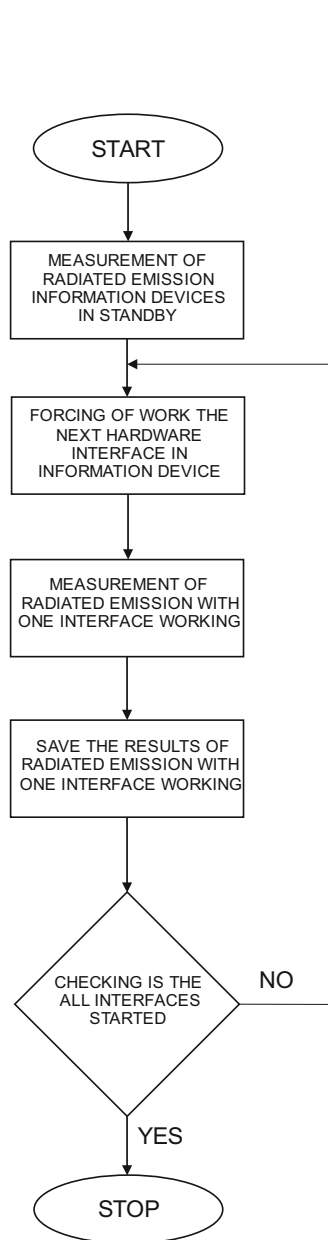 START
MEASUREMENT OF
RADIATED EMISSION
INFORMATION DEVICES
IN STANDBY
FORCING OF WORK THE
NEXT HARDWARE
INTERFACE IN
INFORMATION DEVICE
MEASUREMENT OF
RADIATED EMISSION WITH
ONE INTERFACE WORKING
SAVE THE RESULTS OF
RADIATED EMISSION WITH
ONE INTERFACE WORKING
CHECKING IS THE
ALL INTERFACES
STARTED
NO
YES
STOP